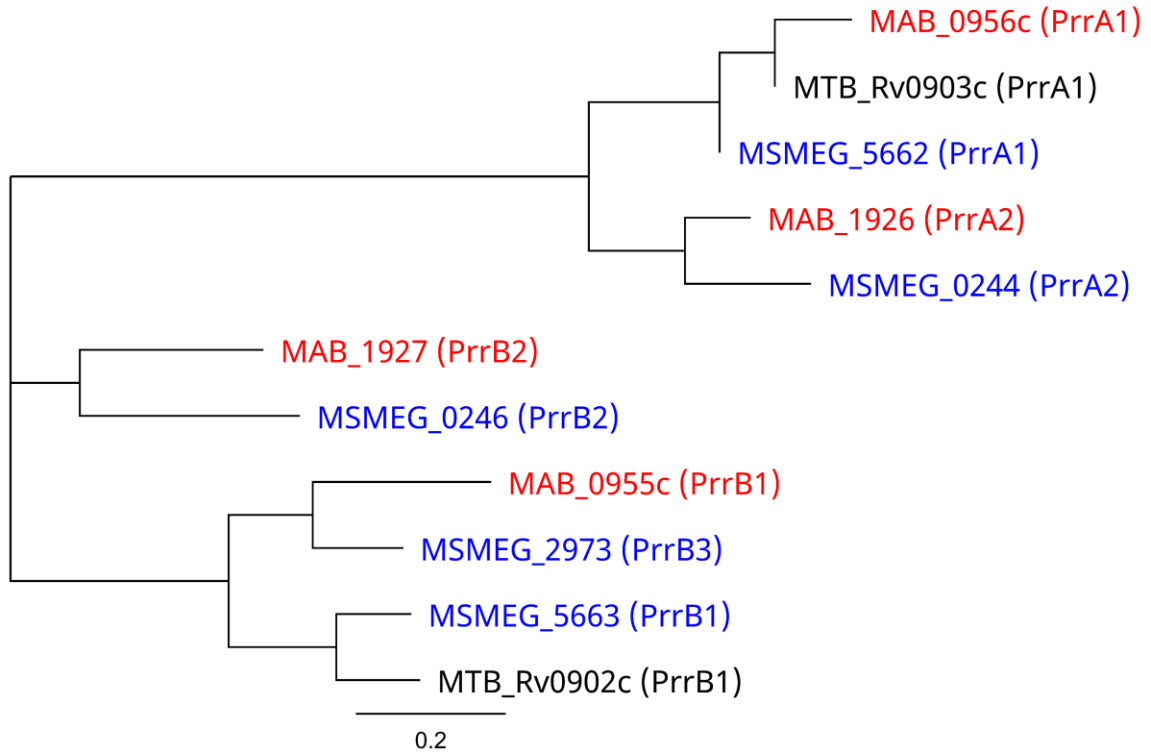 MAB_0956c (PrrA1)
MTB_Rv0903c (PrrA1)
MSMEG_5662 (PrrA1)
MAB_1926 (PrrA2)
MSMEG_0244 (PrrA2)
MAB_1927 (PrrB2)
MSMEG_0246 (PrrB2)
MAB_0955c (PrrB1)
MSMEG_2973 (PrrB3)
MSMEG_5663 (PrrB1)
MTB_Rv0902c (PrrB1)
0.2